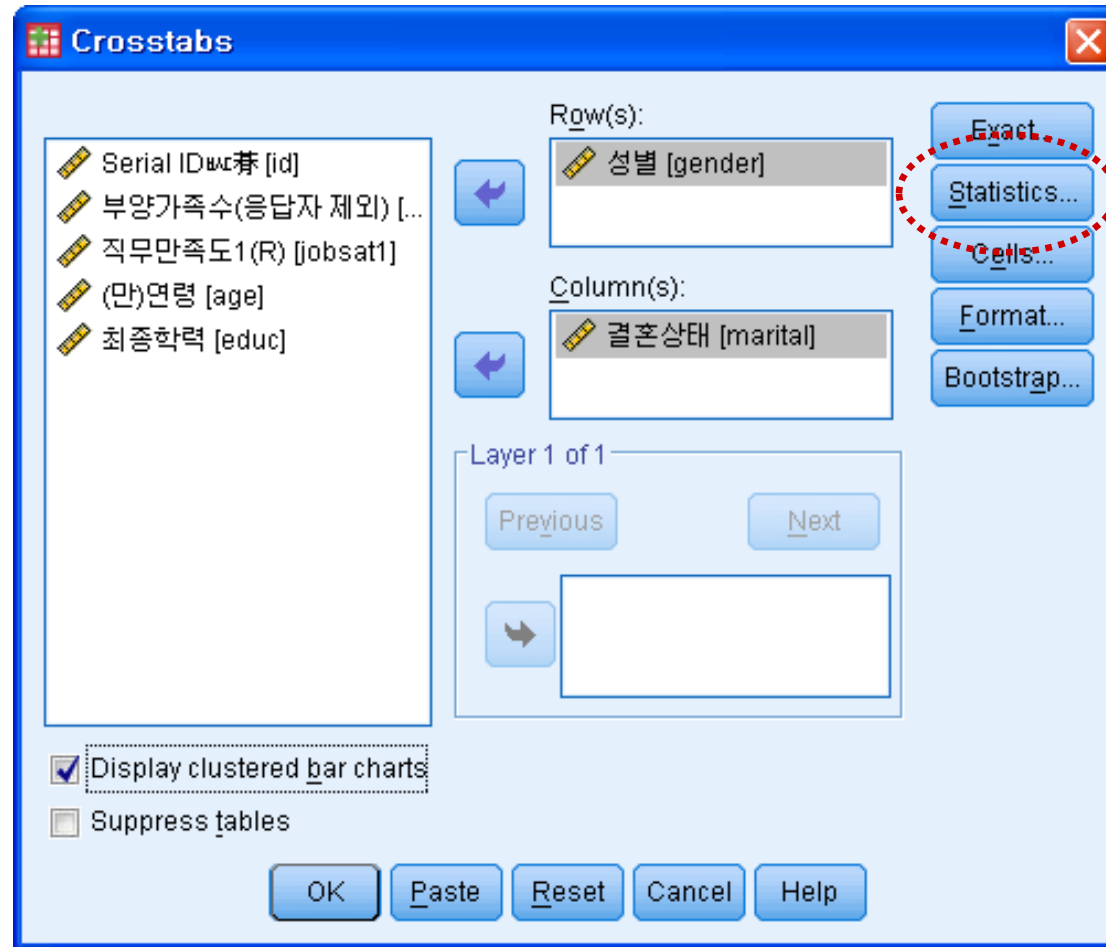 Crosstabs
Serial ID [id]
부양가족수(응답자 제외) [...
직무만족도1(R) [jobsat1]
(만)연령 [age]
최종학력 [educ]
Row(s):
성별 [gender]
Column(s):
결혼상태 [marital]
Layer 1 of 1
Previous
Next
Exact...
Statistics...
Cells...
Format...
Bootstrap...
Display clustered bar charts
Suppress tables
OK
Paste
Reset
Cancel
Help